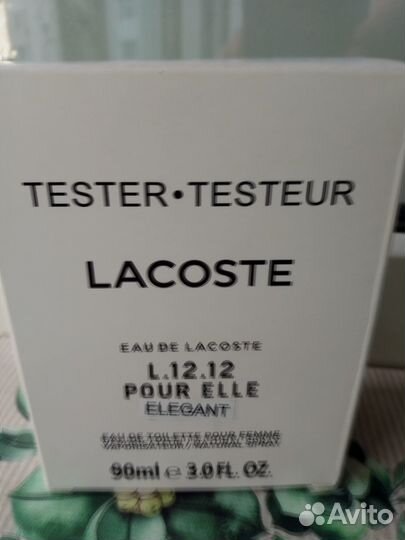 TESTER•TESTEUR
LACOSTE
EAU DE LACOSTE
L.12.12
POUR ELLE
ELEGANT
EAU DE TOILETTE POUR FEMME
VAPORISATEUR / NATURAL SPRAY
90ml e 3.0 FL. OZ.
Avito